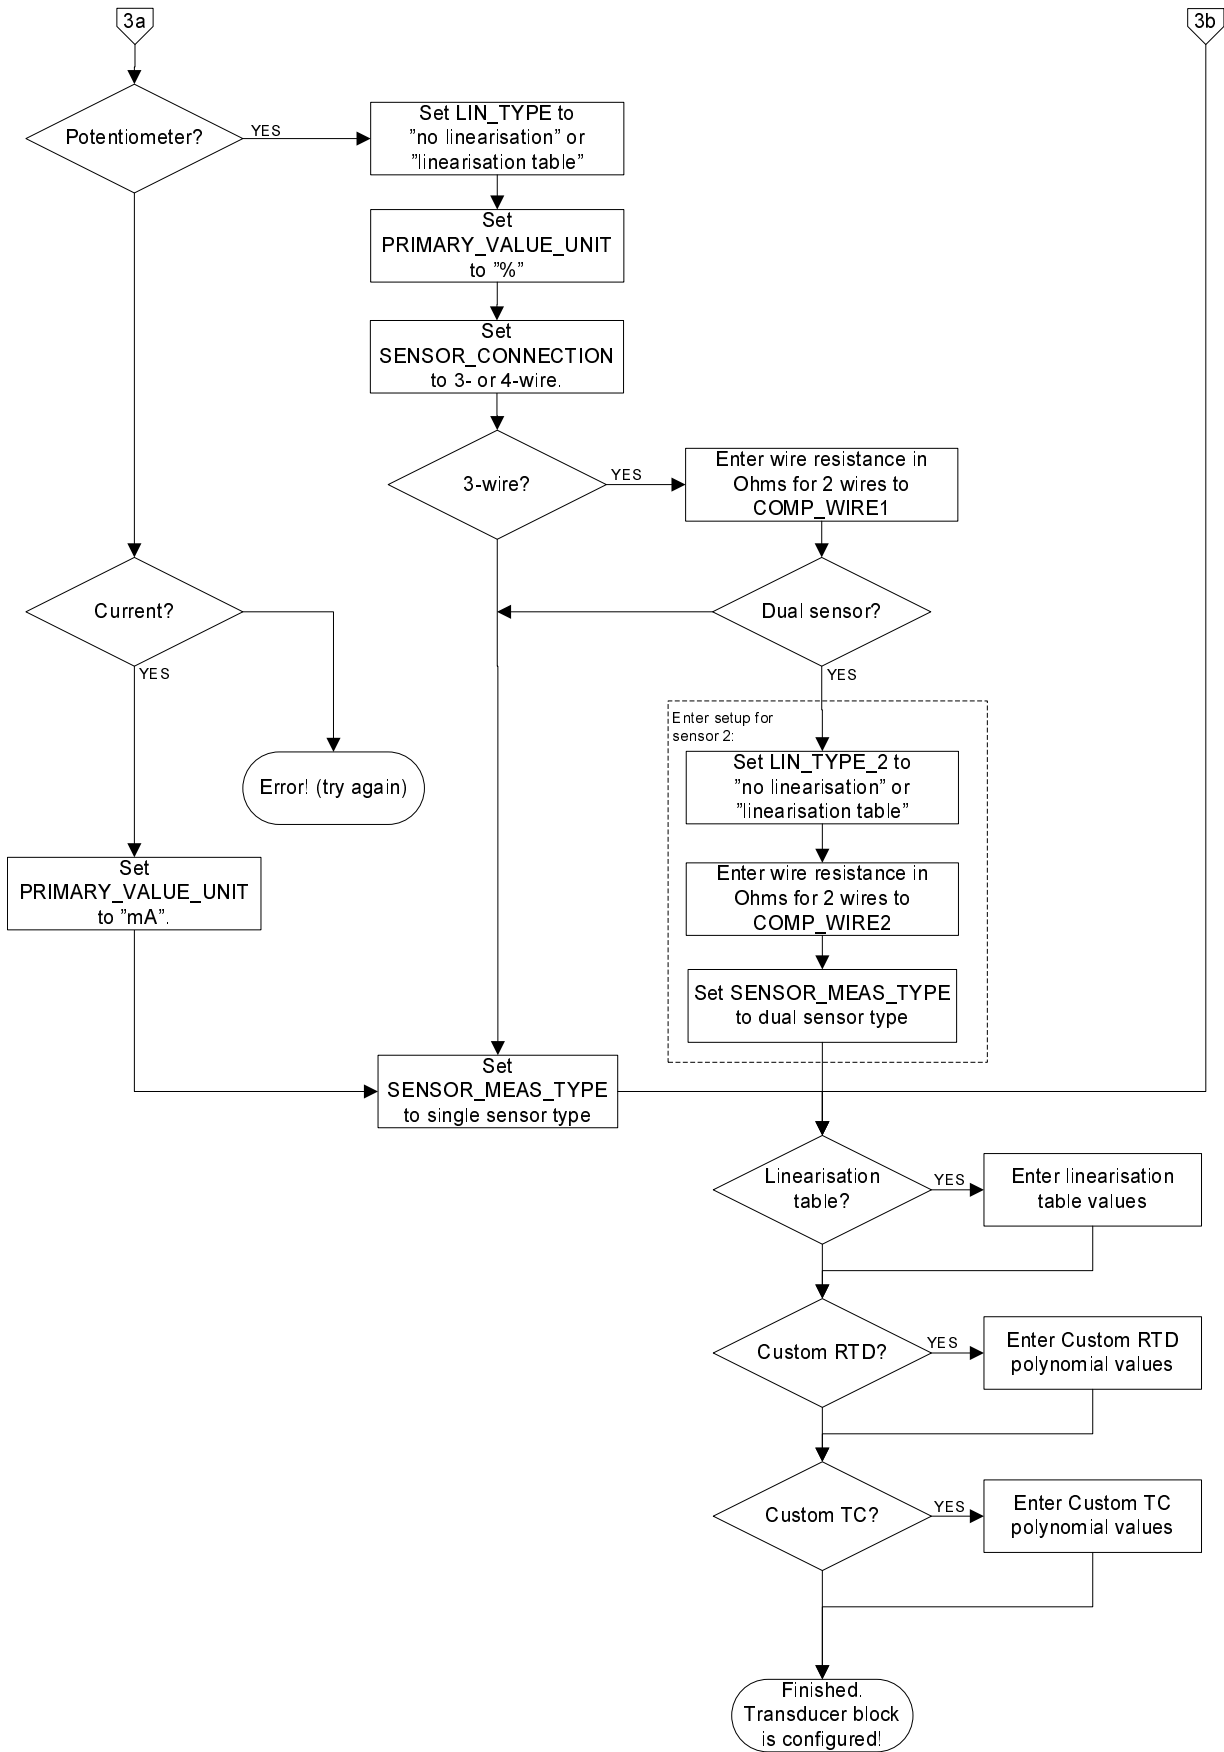 3a
3b
Potentiometer?
YES
Set LIN_TYPE to
”no linearisation” or
”linearisation table”
Set
PRIMARY_VALUE_UNIT
to ”%”
Set
SENSOR_CONNECTION
to 3- or 4-wire.
3-wire?
YES
Enter wire resistance in
Ohms for 2 wires to
COMP_WIRE1
Current?
YES
Dual sensor?
YES
Error! (try again)
Enter setup for
sensor 2:
Set LIN_TYPE_2 to
”no linearisation” or
”linearisation table”
Set
PRIMARY_VALUE_UNIT
to ”mA”.
Enter wire resistance in
Ohms for 2 wires to
COMP_WIRE2
Set SENSOR_MEAS_TYPE
to dual sensor type
Set
SENSOR_MEAS_TYPE
to single sensor type
Linearisation
table?
YES
Enter linearisation
table values
Custom RTD?
YES
Enter Custom RTD
polynomial values
Custom TC?
YES
Enter Custom TC
polynomial values
Finished.
Transducer block
is configured!